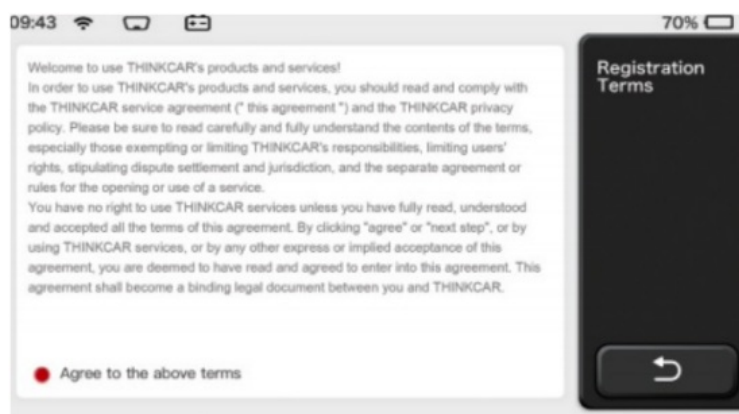 09:43
70%
Welcome to use THINKCAR's products and services!
In order to use THINKCAR's products and services, you should read and comply with
the THINKCAR service agreement (" this agreement ") and the THINKCAR privacy
policy. Please be sure to read carefully and fully understand the contents of the terms,
especially those exempting or limiting THINKCAR's responsibilities, limiting users'
rights, stipulating dispute settlement and jurisdiction, and the separate agreement or
rules for the opening or use of a service.
You have no right to use THINKCAR services unless you have fully read, understood
and accepted all the terms of this agreement. By clicking "agree" or "next step", or by
using THINKCAR services, or by any other express or implied acceptance of this
agreement, you are deemed to have read and agreed to enter into this agreement. This
agreement shall become a binding legal document between you and THINKCAR.
Agree to the above terms
Registration
Terms